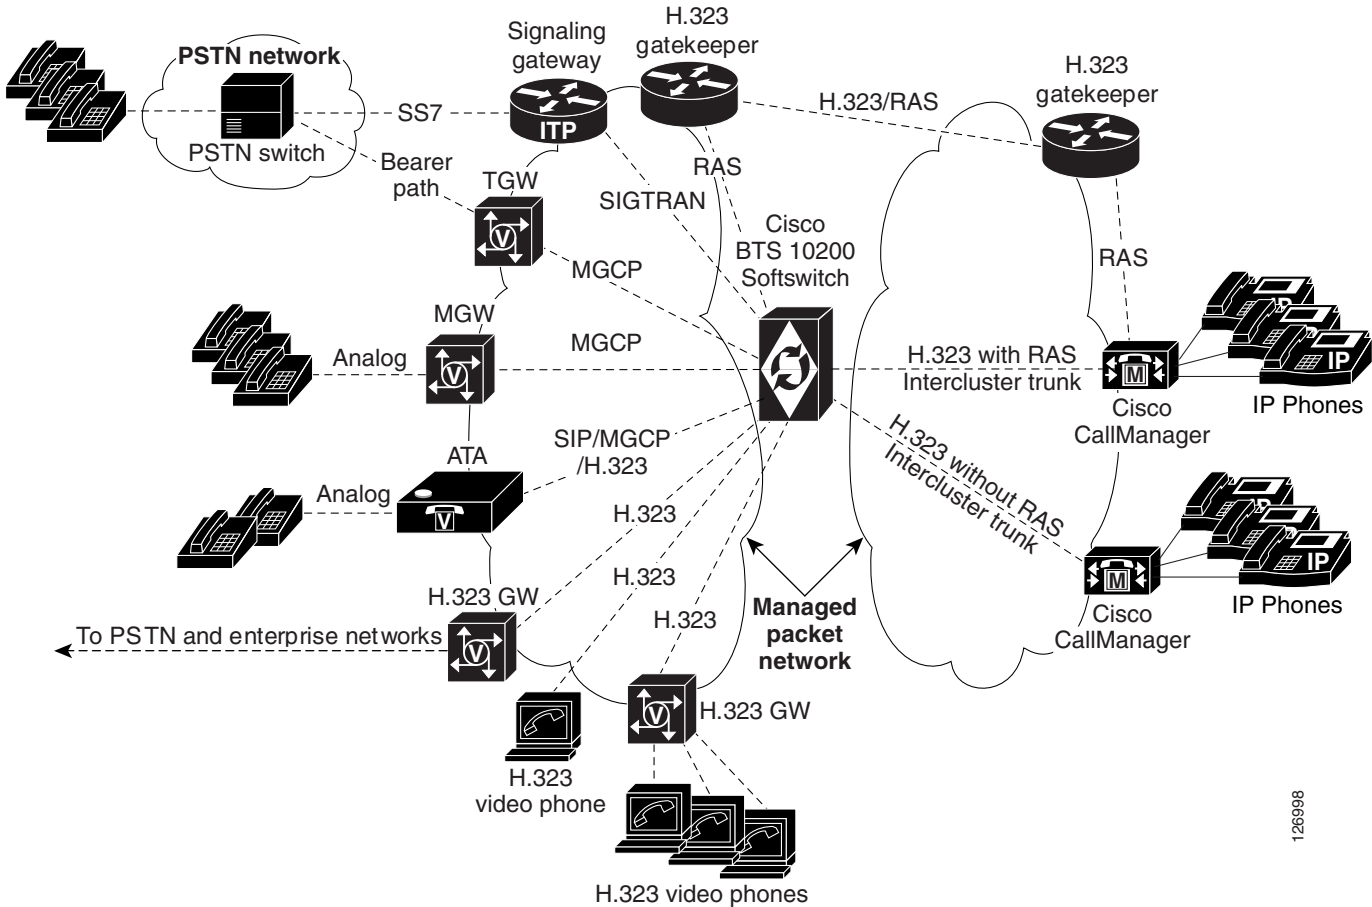 H.323
gatekeeper
Signaling
gateway
PSTN network
H.323
gatekeeper
H.323/RAS
SS7
ITP
PSTN switch
Bearer
path
TGW
RAS
SIGTRAN
V
Cisco
BTS 10200
Softswitch
MGCP
RAS
MGW
MGCP
Analog
V
H.323 with RAS
Intercluster trunk
M
IP
IP Phones
Cisco
CallManager
H.323 without RAS
Intercluster trunk
SIP/MGCP
/H.323
ATA
Analog
V
H.323
IP
M
H.323
H.323 GW
Managed
packet
network
IP Phones
Cisco
CallManager
H.323
To PSTN and enterprise networks
V
V
H.323 GW
H.323
video phone
H.323 video phones
126998